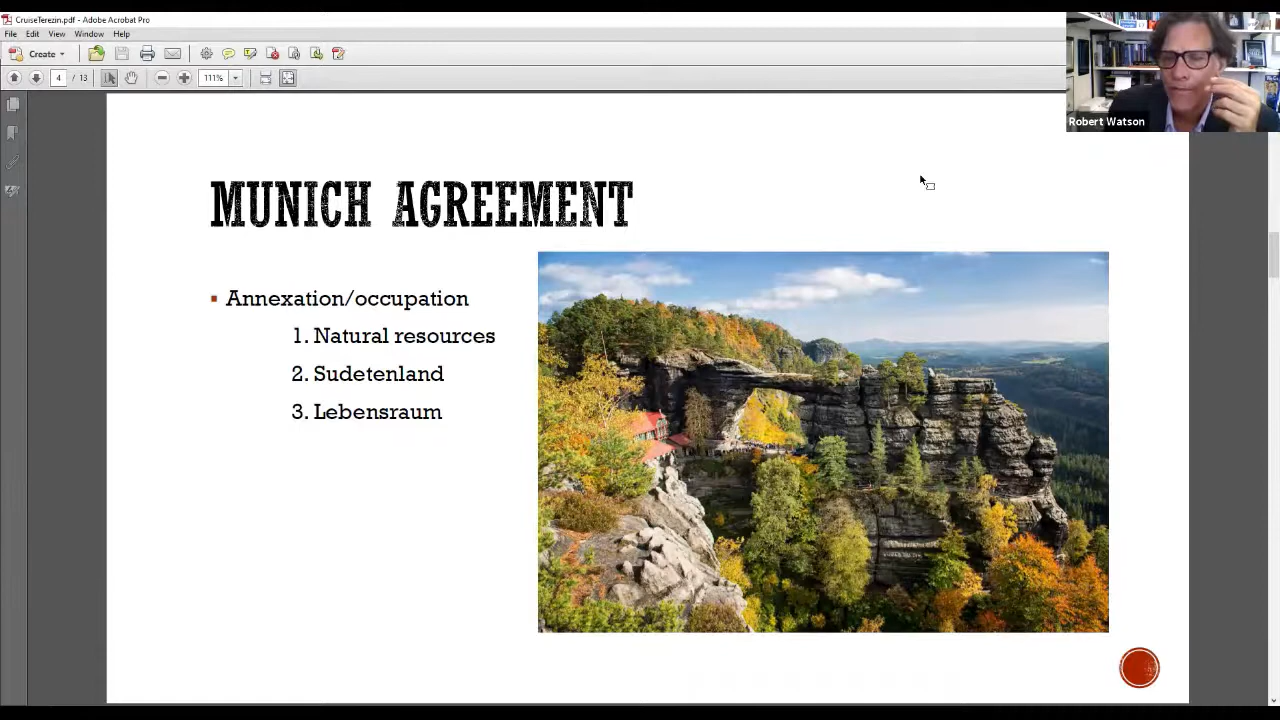 CruiseTerezin.pdf - Adobe Acrobat Pro
File Edit View Window Help
Create
4 / 13
111%
Robert Watson
MUNICH AGREEMENT
Annexation/occupation
1. Natural resources
2. Sudetenland
3. Lebensraum